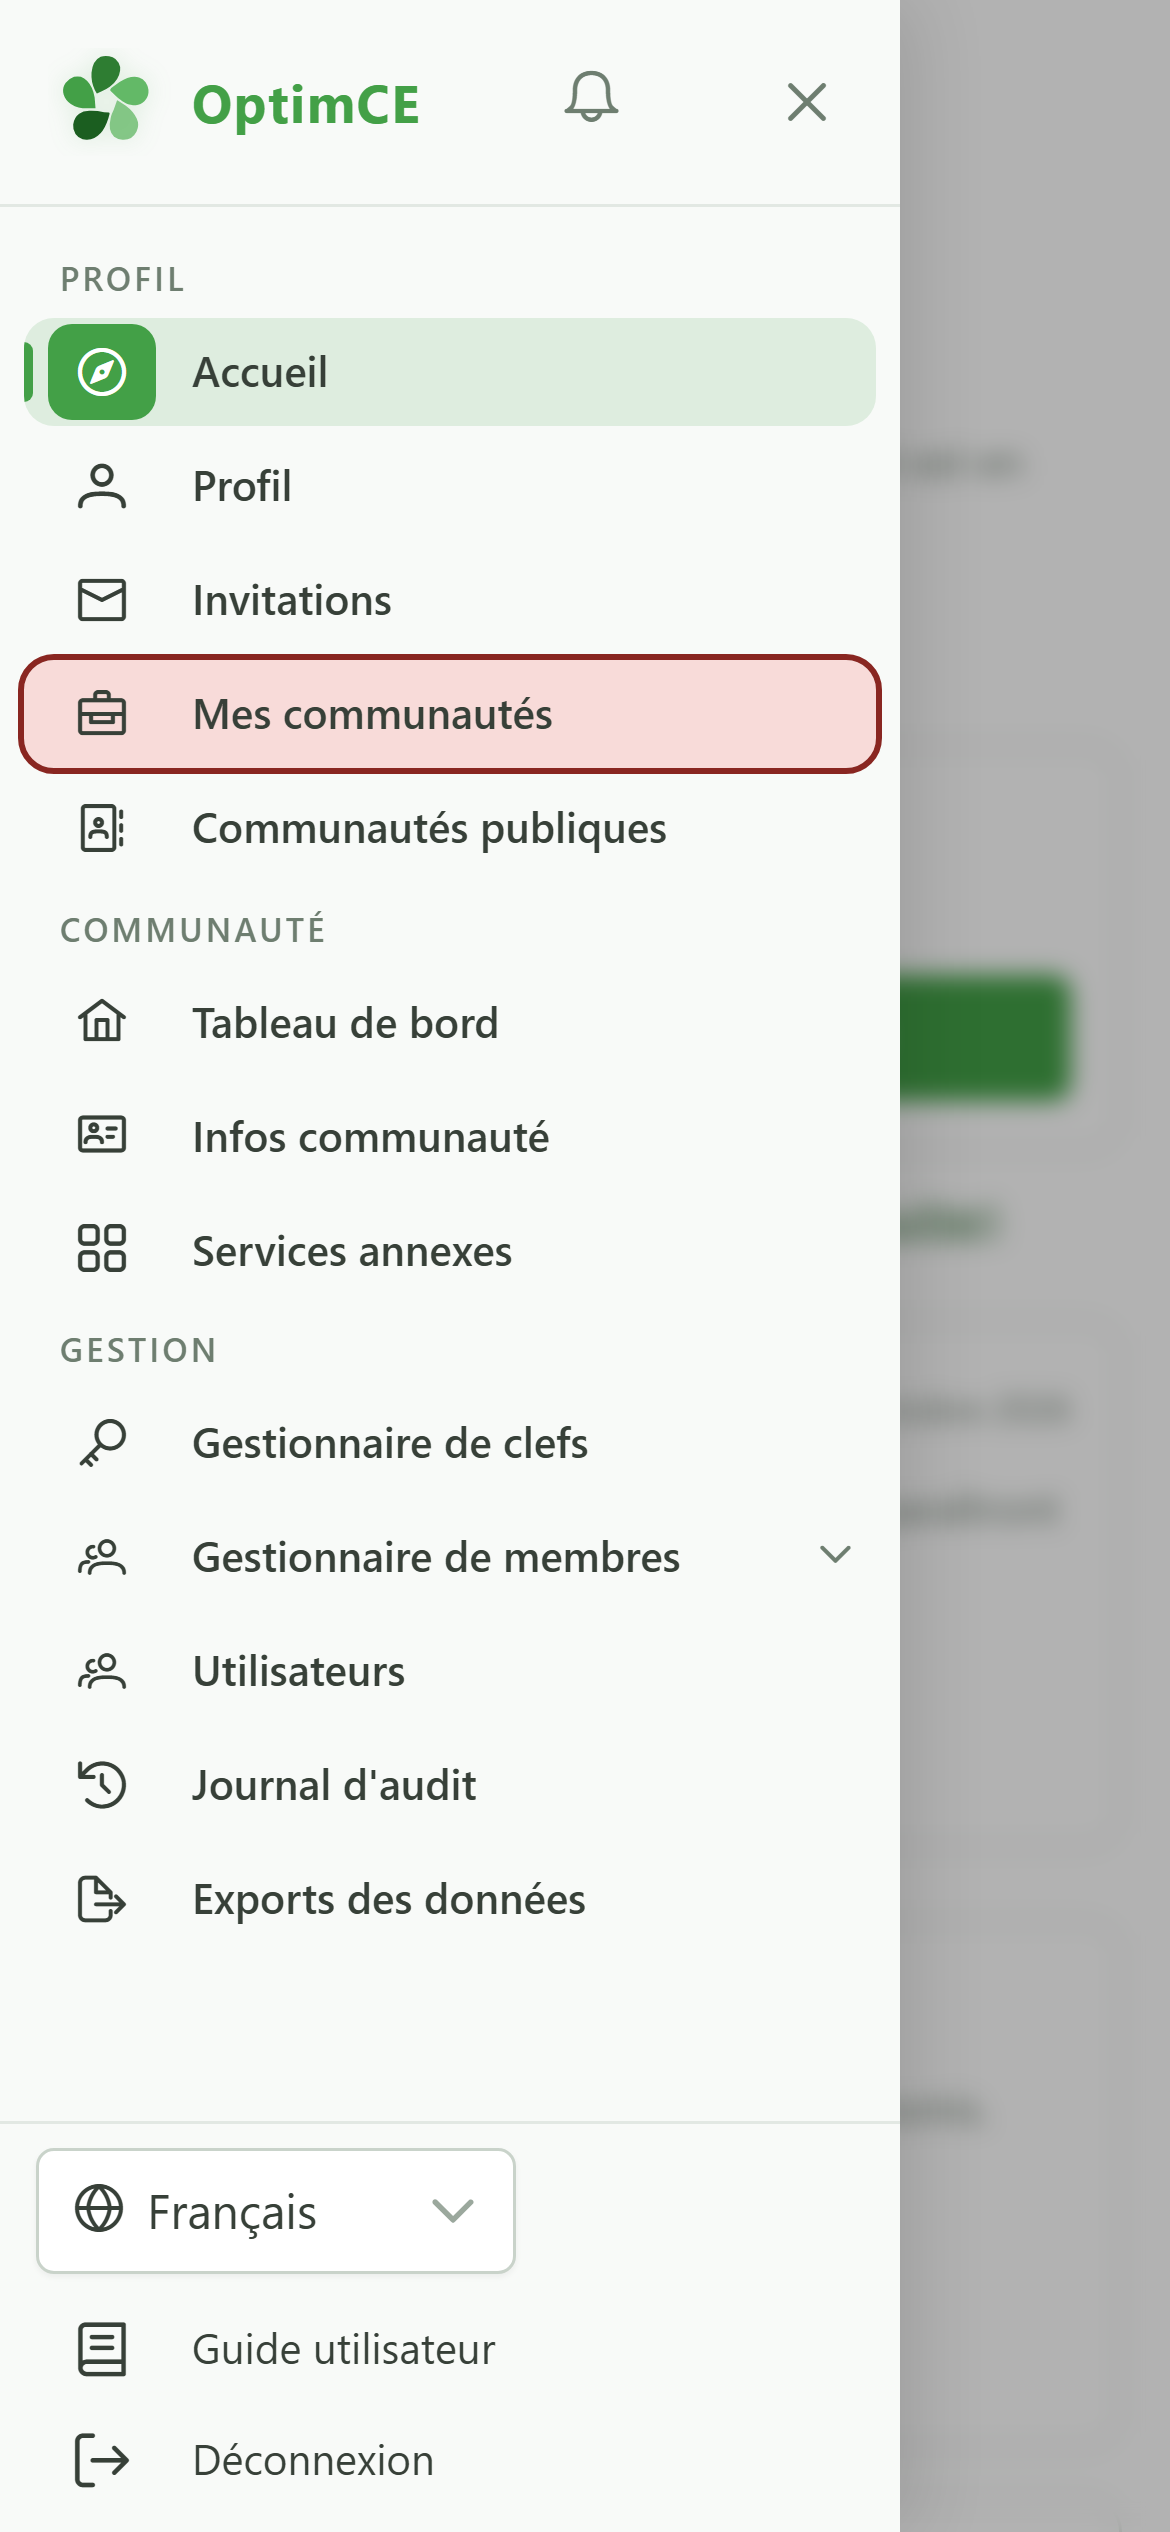 OptimCE
PROFIL
Accueil
Profil
Invitations
Mes communautés
Communautés publiques
COMMUNAUTÉ
Tableau de bord
Infos communauté
Services annexes
GESTION
Gestionnaire de clefs
Gestionnaire de membres
Utilisateurs
Journal d'audit
Exports des données
Français
Guide utilisateur
Déconnexion